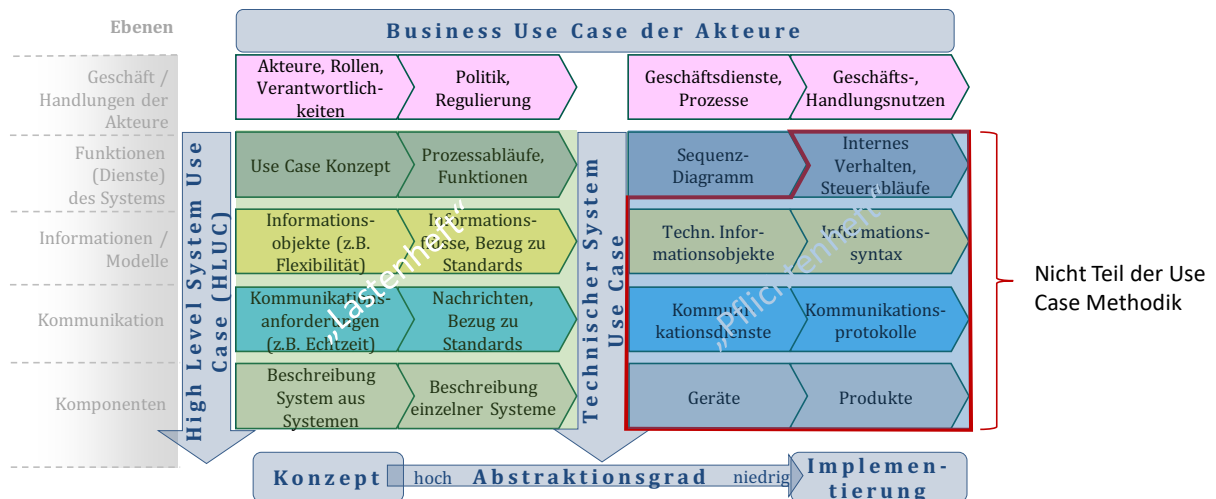 Ebenen
Business Use Case der Akteure
Geschäft /
Handlungen der
Akteure
Akteure, Rollen,
Verantwortlich-
keiten
Politik,
Regulierung
Geschäftsdienste,
Prozesse
Geschäfts-,
Handlungsnutzen
High Level System Use
Case (HLUC)
Technischer System
Use Case
Funktionen
(Dienste)
des Systems
Use Case Konzept
Prozessabläufe,
Funktionen
Sequenz-
Diagramm
Internes
Verhalten,
Steuerabläufe
Informationen /
Modelle
Informations-
objekte (z.B.
Flexibilität)
Informations-
flüsse, Bezug zu
Standards
Techn. Infor-
mationsobjekte
Informations-
syntax
„Lastenheft“
„Pflichtenheft“
Kommunikation
Kommunikations-
anforderungen
(z.B. Echtzeit)
Nachrichten,
Bezug zu
Standards
Kommuni-
kationsdienste
Kommunikations-
protokolle
Komponenten
Beschreibung
System aus
Systemen
Beschreibung
einzelner Systeme
Geräte
Produkte
Nicht Teil der Use
Case Methodik
Konzept
hoch Abstraktionsgrad niedrig
Implemen-
tierung